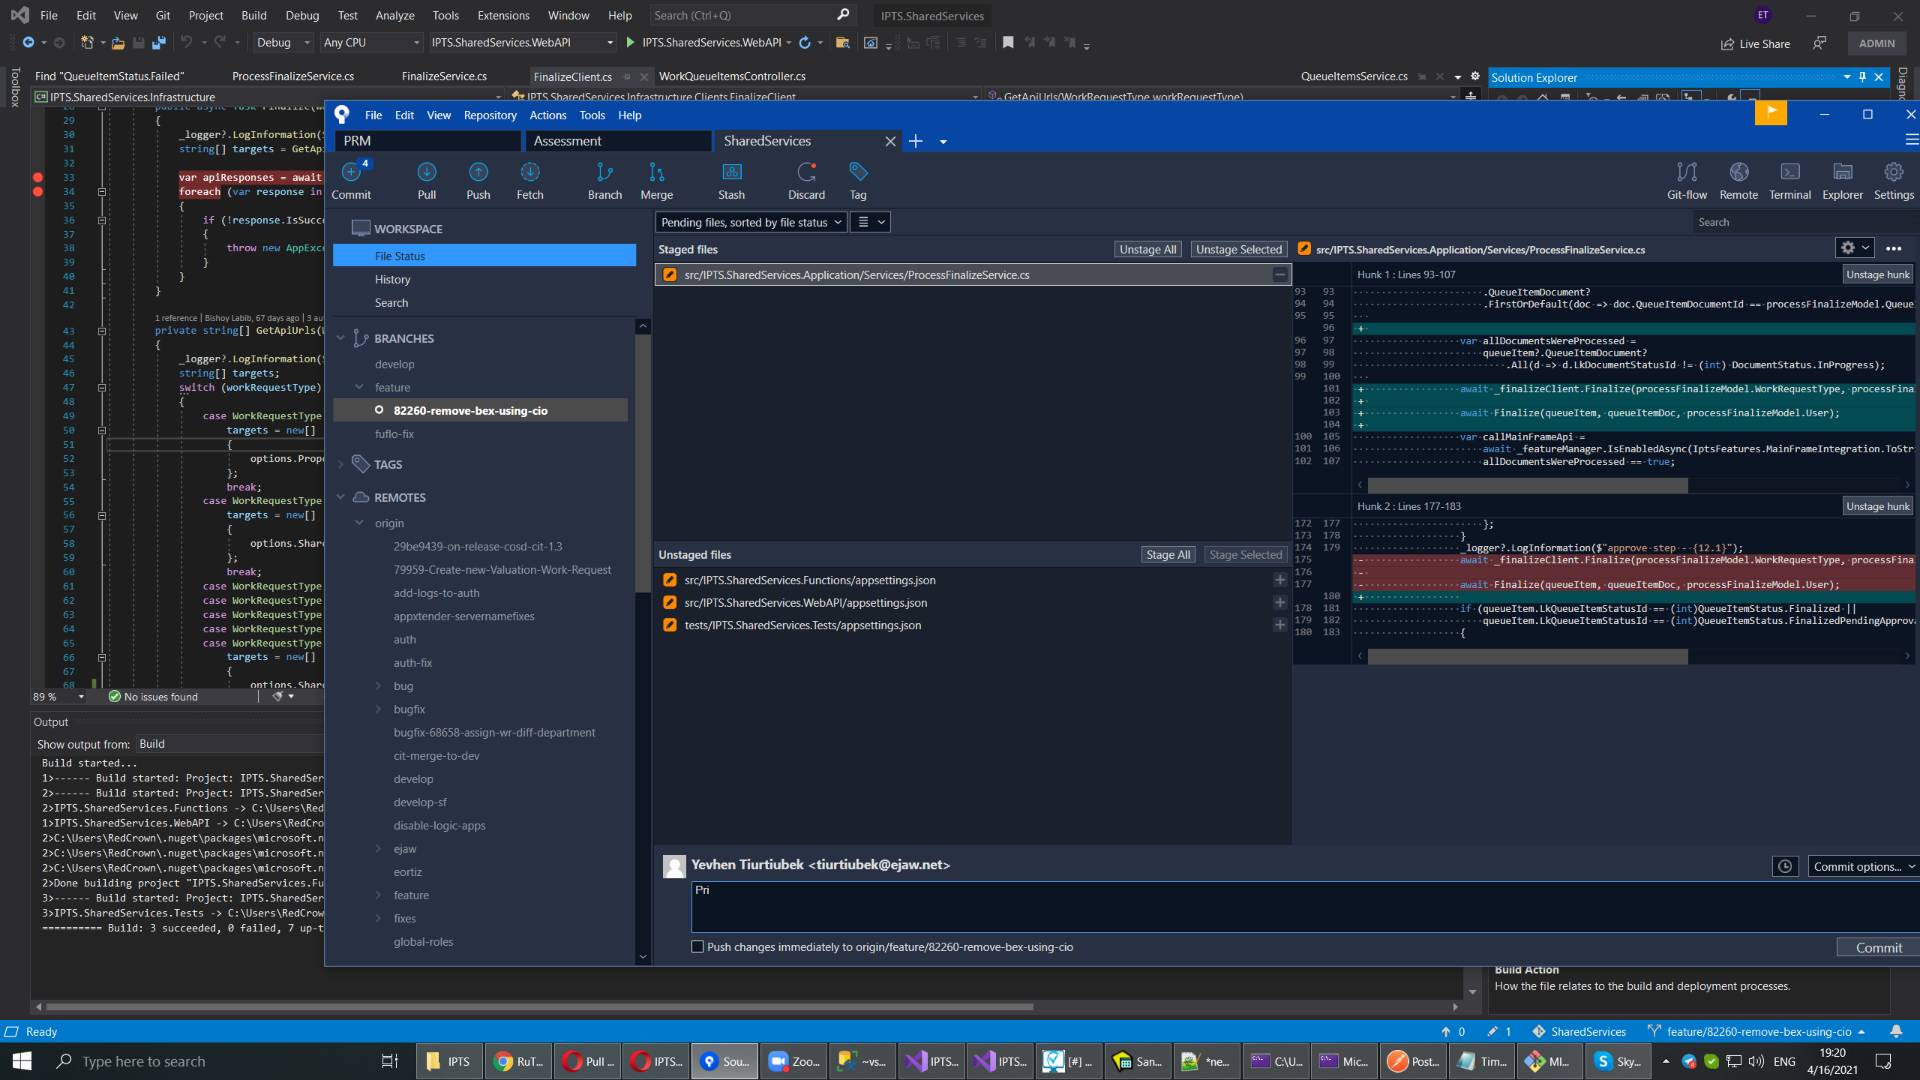 File Edit View Git Project Build Debug Test Analyze Tools Extensions Window Help Search (Ctrl+Q) IPTS.SharedServices ET
Debug Any CPU IPTS.SharedServices.WebAPI IPTS.SharedServices.WebAPI Live Share ADMIN
Toolbox
Find "QueueItemStatus.Failed" ProcessFinalizeService.cs FinalizeService.cs FinalizeClient.cs WorkQueueItemsController.cs QueueItemsService.cs Solution Explorer
IPTS.SharedServices.Infrastructure IPTS.SharedServices.Infrastructure.Clients.FinalizeClient GetApiUrls(WorkRequestType workRequestType)
29 {
30 _logger?.LogInformation(
31 string[] targets = GetAp
32
33 var apiResponses = await
34 foreach (var response in
35 {
36 if (!response.IsSucc
37 {
38 throw new AppExc
39 }
40 }
41 }
42
1 reference | Bishoy Labib, 67 days ago | 3 au
43 private string[] GetApiUrls(
44 {
45 _logger?.LogInformation(
46 string[] targets;
47 switch (workRequestType)
48 {
49 case WorkRequestType
50 targets = new[]
51 {
52 options.Prop
53 };
54 break;
55 case WorkRequestType
56 targets = new[]
57 {
58 options.Shar
59 };
60 break;
61 case WorkRequestType
62 case WorkRequestType
63 case WorkRequestType
64 case WorkRequestType
65 case WorkRequestType
66 targets = new[]
67 {
68 options.Shar
89 % No issues found
Output
Show output from: Build
Build started...
1>------ Build started: Project: IPTS.SharedSer
2>------ Build started: Project: IPTS.SharedSer
2>IPTS.SharedServices.Functions -> C:\Users\Red
1>IPTS.SharedServices.WebAPI -> C:\Users\RedCro
2>C:\Users\RedCrown\.nuget\packages\microsoft.n
2>C:\Users\RedCrown\.nuget\packages\microsoft.n
2>C:\Users\RedCrown\.nuget\packages\microsoft.n
2>Done building project "IPTS.SharedServices.Fu
3>------ Build started: Project: IPTS.SharedSer
3>IPTS.SharedServices.Tests -> C:\Users\RedCrow
========== Build: 3 succeeded, 0 failed, 7 up-t
File Edit View Repository Actions Tools Help
PRM Assessment SharedServices
4
Commit Pull Push Fetch Branch Merge Stash Discard Tag Git-flow Remote Terminal Explorer Settings
WORKSPACE
File Status
History
Search
BRANCHES
develop
feature
82260-remove-bex-using-cio
fuflo-fix
TAGS
REMOTES
origin
29be9439-on-release-cosd-cit-1.3
79959-Create-new-Valuation-Work-Request
add-logs-to-auth
appxtender-servernamefixes
auth
auth-fix
bug
bugfix
bugfix-68658-assign-wr-diff-department
cit-merge-to-dev
develop
develop-sf
disable-logic-apps
ejaw
eortiz
feature
fixes
global-roles
Pending files, sorted by file status Search
Staged files Unstage All Unstage Selected
src/IPTS.SharedServices.Application/Services/ProcessFinalizeService.cs
Unstaged files Stage All Stage Selected
src/IPTS.SharedServices.Functions/appsettings.json
src/IPTS.SharedServices.WebAPI/appsettings.json
tests/IPTS.SharedServices.Tests/appsettings.json
src/IPTS.SharedServices.Application/Services/ProcessFinalizeService.cs
Hunk 1 : Lines 93-107 Unstage hunk
93 93 .QueueItemDocument?
94 94 .FirstOrDefault(doc => doc.QueueItemDocumentId == processFinalizeModel.Queue
95 95
96 +
96 97 var allDocumentsWereProcessed =
97 98 queueItem?.QueueItemDocument?
98 99 .All(d => d.LkDocumentStatusId != (int) DocumentStatus.InProgress);
99 100
101 + await _finalizeClient.Finalize(processFinalizeModel.WorkRequestType, processFina
102 +
103 + await Finalize(queueItem, queueItemDoc, processFinalizeModel.User);
104 +
100 105 var callMainFrameApi =
101 106 await _featureManager.IsEnabledAsync(IptsFeatures.MainFrameIntegration.ToStri
102 107 allDocumentsWereProcessed == true;
Hunk 2 : Lines 177-183 Unstage hunk
172 177 };
173 178 }
174 179 _logger?.LogInformation($"approve step - {12.1}");
175 - await _finalizeClient.Finalize(processFinalizeModel.WorkRequestType, processFina
176 -
177 - await Finalize(queueItem, queueItemDoc, processFinalizeModel.User);
180 +
178 181 if (queueItem.LkQueueItemStatusId == (int)QueueItemStatus.Finalized ||
179 182 queueItem.LkQueueItemStatusId == (int)QueueItemStatus.FinalizedPendingApprova
180 183 {
Yevhen Tiurtiubek <tiurtiubek@ejaw.net> Commit options...
Pri
Push changes immediately to origin/feature/82260-remove-bex-using-cio Commit
Build Action
How the file relates to the build and deployment processes.
Ready 0 1 SharedServices feature/82260-remove-bex-using-cio
Type here to search IPTS RuT... Pull ... IPTS... Sou... Zoo... ~vs... IPTS... IPTS... [#] ... San... *ne... C:\U... Mic... Post... Tim... MI... Sky... ENG 19:20
4/16/2021